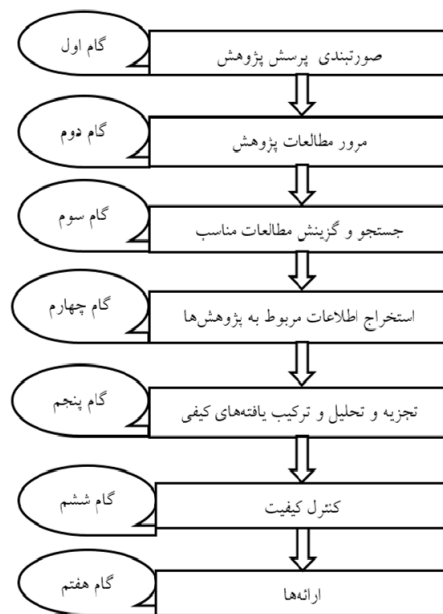 گام اول
صورتبندی پرسش پژوهش
گام دوم
مرور مطالعات پژوهش
گام سوم
جستجو و گزینش مطالعات مناسب
گام چهارم
استخراج اطلاعات مربوط به پژوهش‌ها
گام پنجم
تجزیه و تحلیل و ترکیب یافته‌های کیفی
گام ششم
کنترل کیفیت
گام هفتم
ارائه‌ها